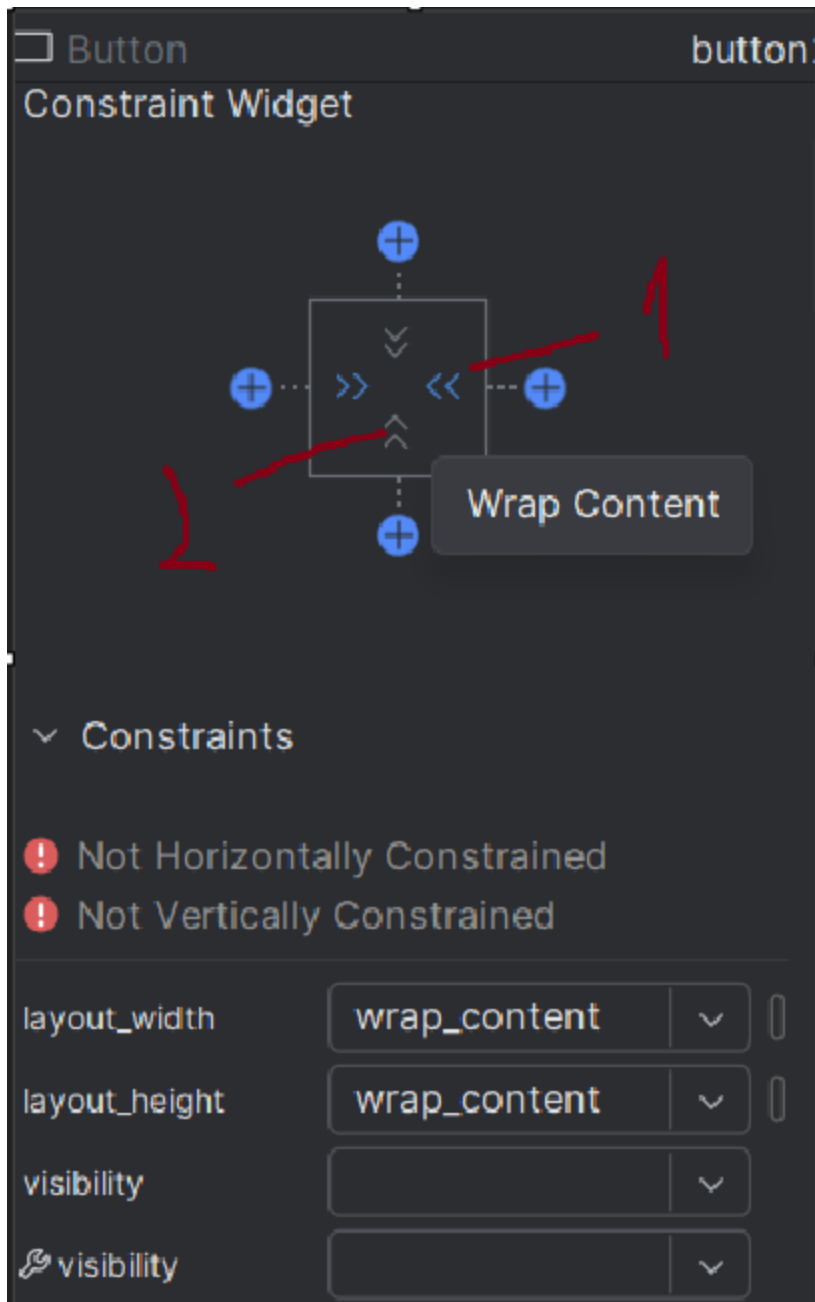 Button button
Constraint Widget
1
2
Wrap Content
Constraints
Not Horizontally Constrained
Not Vertically Constrained
layout_width wrap_content
layout_height wrap_content
visibility
visibility